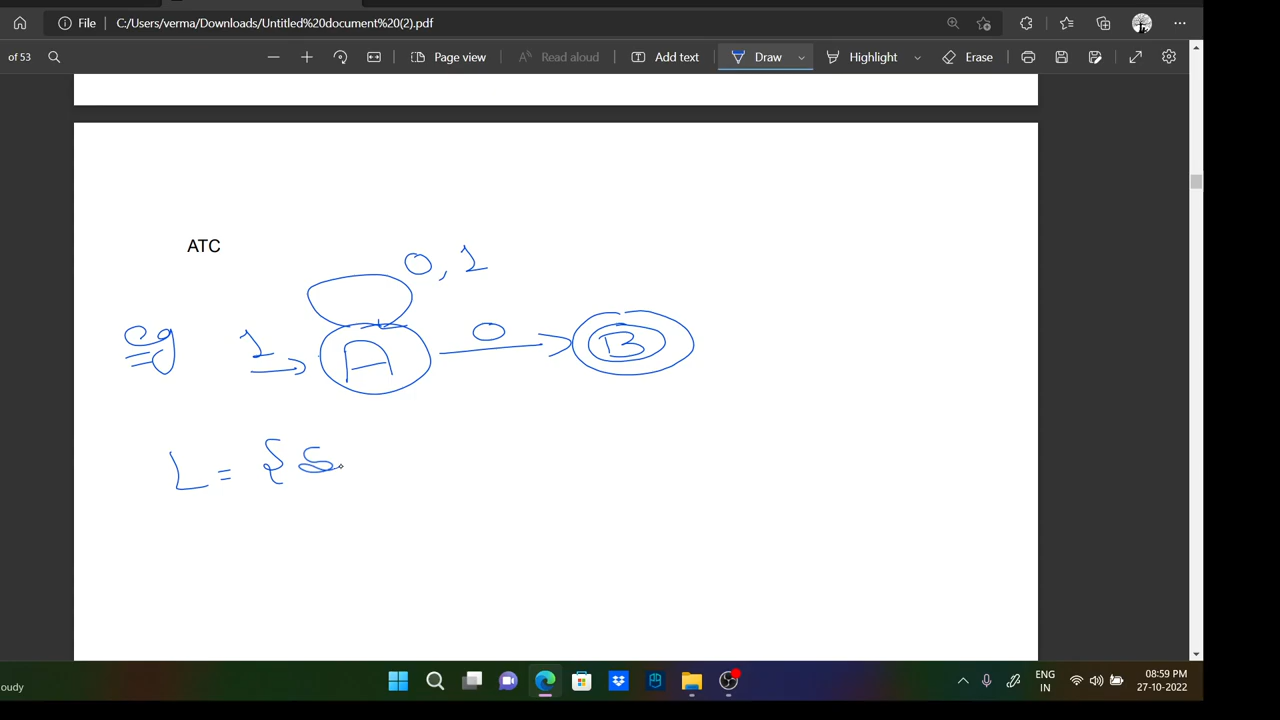 File C:/Users/verma/Downloads/Untitled%20document%20(2).pdf
of 53 Page view Read aloud Add text Draw Highlight Erase
ATC
0, 1
eg 1 A 0 B
L = { S
oudy ENG 08:59 PM
IN 27-10-2022